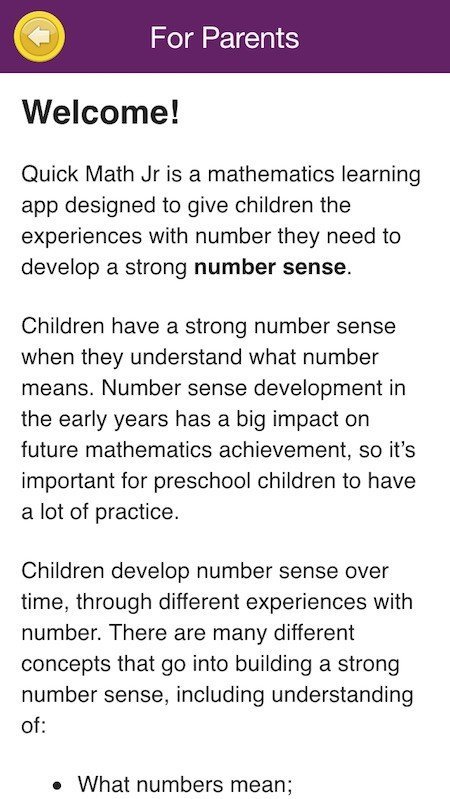 For Parents
Welcome!
Quick Math Jr is a mathematics learning
app designed to give children the
experiences with number they need to
develop a strong number sense.
Children have a strong number sense
when they understand what number
means. Number sense development in
the early years has a big impact on
future mathematics achievement, so it’s
important for preschool children to have
a lot of practice.
Children develop number sense over
time, through different experiences with
number. There are many different
concepts that go into building a strong
number sense, including understanding
of:
• What numbers mean;